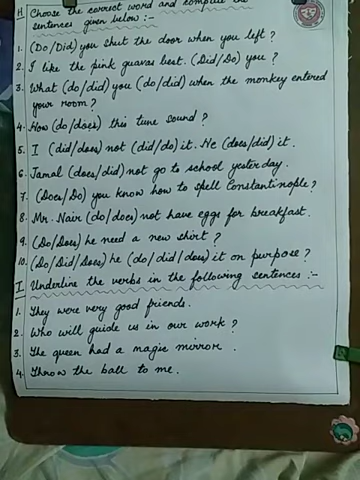 H Choose the correct word and complete the
sentences given below :-
1. (Do/Did) you shut the door when you left ?
2. I like the pink guavas best. (Did/Do) you ?
3. What (do/did) you (do/did) when the monkey entered
your room ?
4. How (do/does) this tune sound ?
5. I (did/does) not (did/do) it. He (does/did) it.
6. Jamal (does/did) not go to school yesterday.
7. (Does/Do) you know how to spell Constantinople ?
8. Mr. Nair (do/does) not have eggs for breakfast.
9. (Do/Does) he need a new shirt ?
10. (Do/Did/Does) he (do/did/does) it on purpose ?
I Underline the verbs in the following sentences :-
1. They were very good friends.
2. Who will guide us in our work ?
3. The queen had a magic mirror.
4. Throw the ball to me.